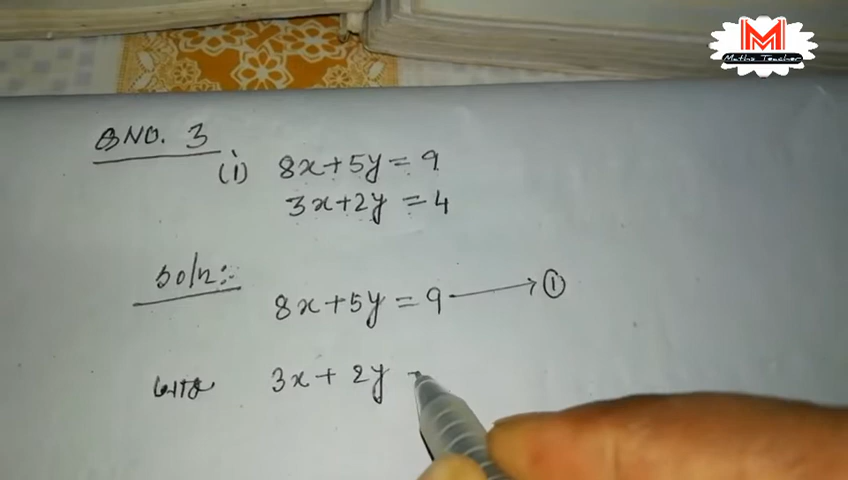 M
Maths Teacher
QNO. 3
(i) 8x+5y=9
3x+2y=4
soln:-
8x+5y=9 → ①
3x+2y